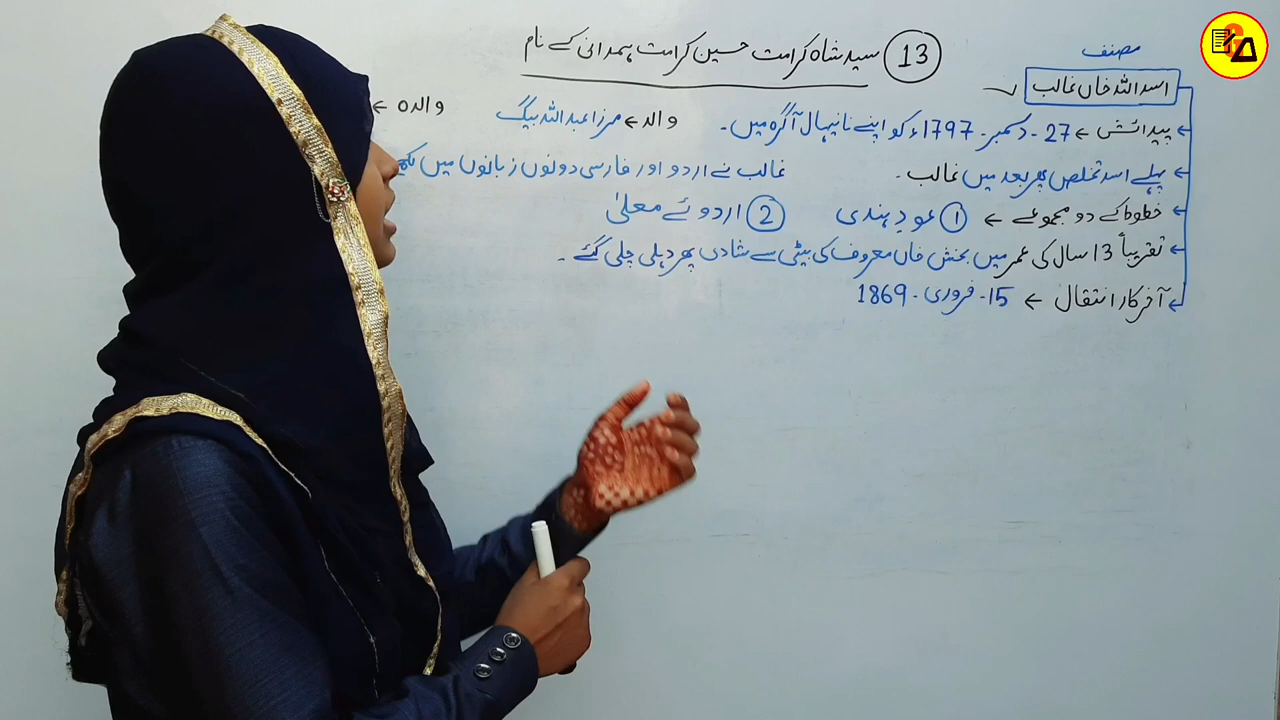 13 سید شاہ کرامت حسین کرامت ہمدانی کے نام
مصنف
اسد اللہ خاں غالب
پیدائش ← 27 - دسمبر - 1797ء کو اپنے نانیہال آگرہ میں۔ والد ← مرزا عبداللہ بیگ والدہ ←
پہلے اسد تخلص پھر بعد میں غالب۔ غالب نے اردو اور فارسی دونوں زبانوں میں
خطوط کے دو مجموعے ← 1 عودِ ہندی 2 اردوئے معلیٰ
تقریباً 13 سال کی عمر میں بخش خاں معروف کی بیٹی سے شادی پھر دہلی چلی گئے۔
آخرکار انتقال ← 15 - فروری - 1869